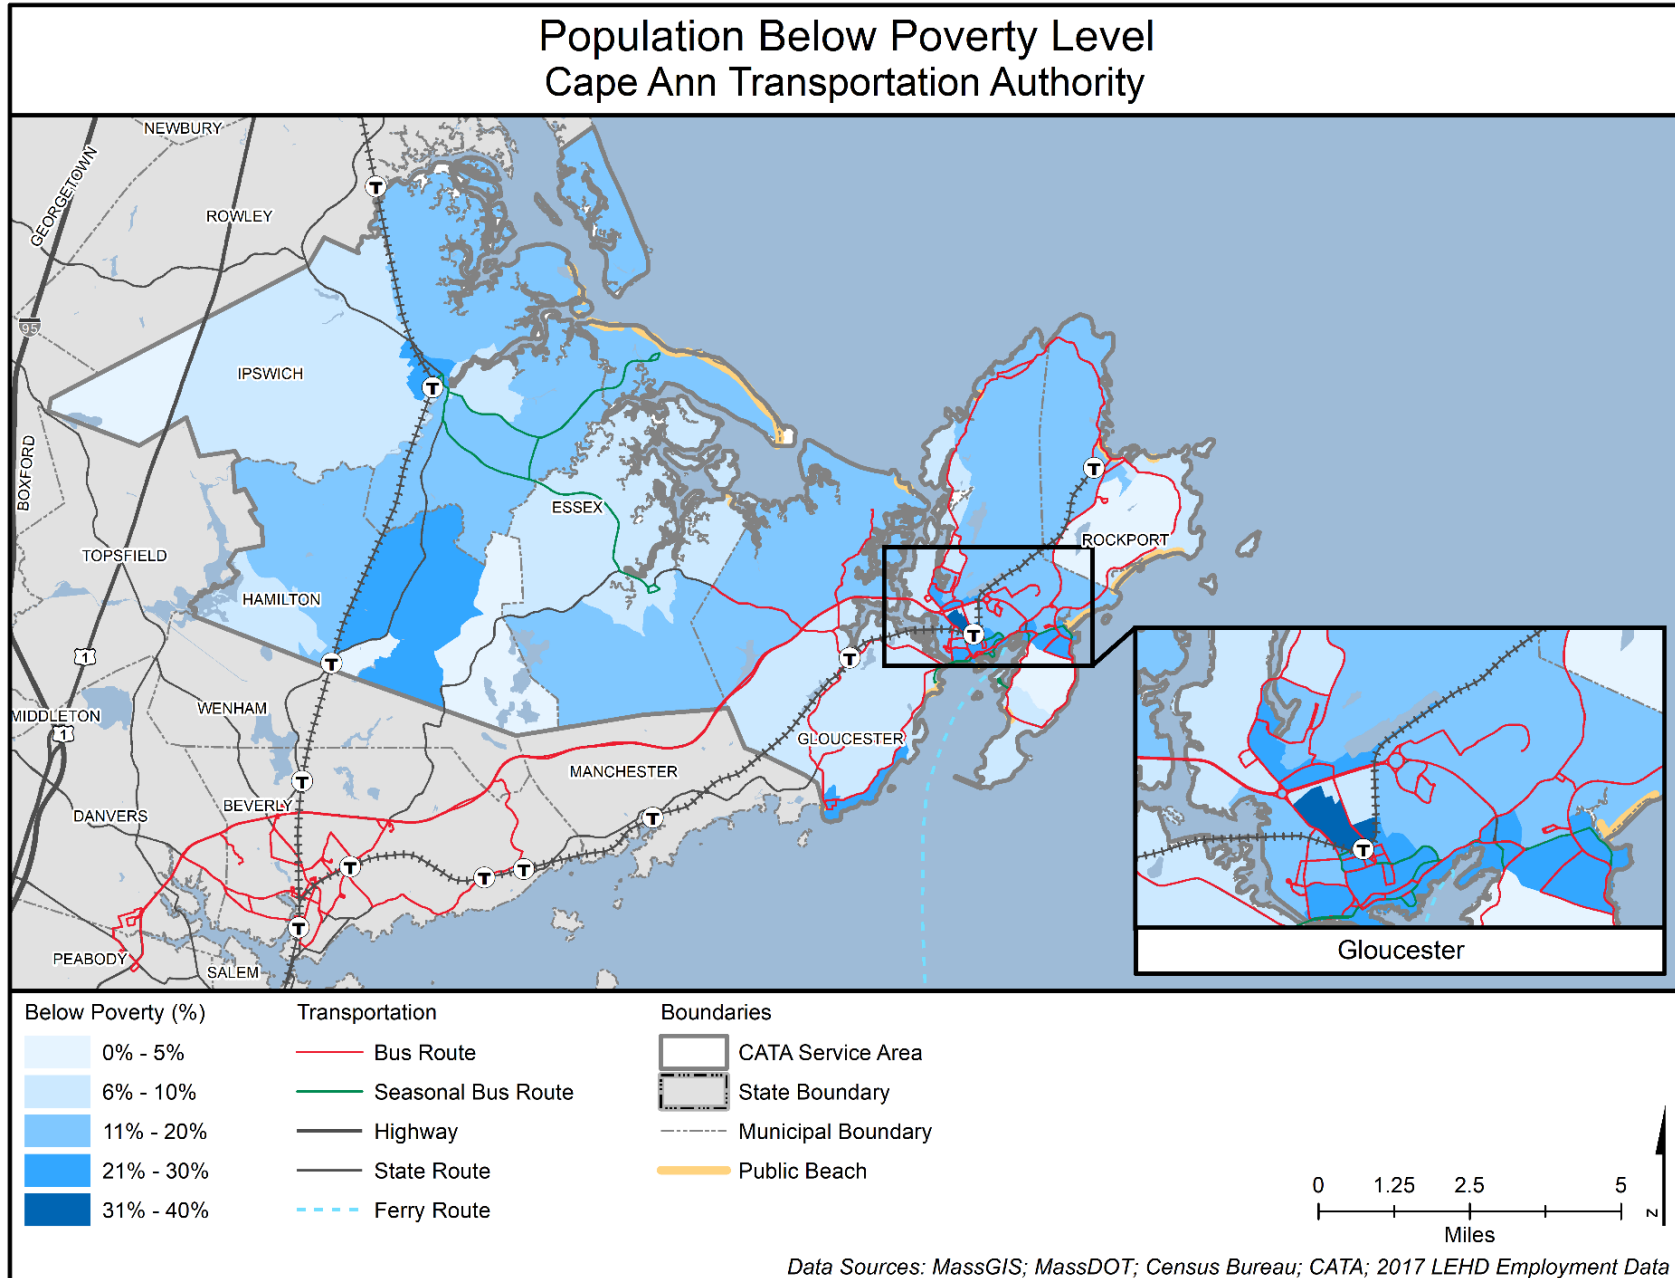 Population Below Poverty Level
Cape Ann Transportation Authority
NEWBURY
GEORGETOWN
ROWLEY
95
IPSWICH
BOXFORD
ESSEX
TOPSFIELD
ROCKPORT
HAMILTON
1
WENHAM
MIDDLETON
1
GLOUCESTER
MANCHESTER
BEVERLY
DANVERS
PEABODY
SALEM
T
T
T
T
T
T
T
T
T
T
T
T
T
Gloucester
Below Poverty (%)
0% - 5%
6% - 10%
11% - 20%
21% - 30%
31% - 40%
Transportation
Bus Route
Seasonal Bus Route
Highway
State Route
Ferry Route
Boundaries
CATA Service Area
State Boundary
Municipal Boundary
Public Beach
0 1.25 2.5 5
Miles
N
Data Sources: MassGIS; MassDOT; Census Bureau; CATA; 2017 LEHD Employment Data